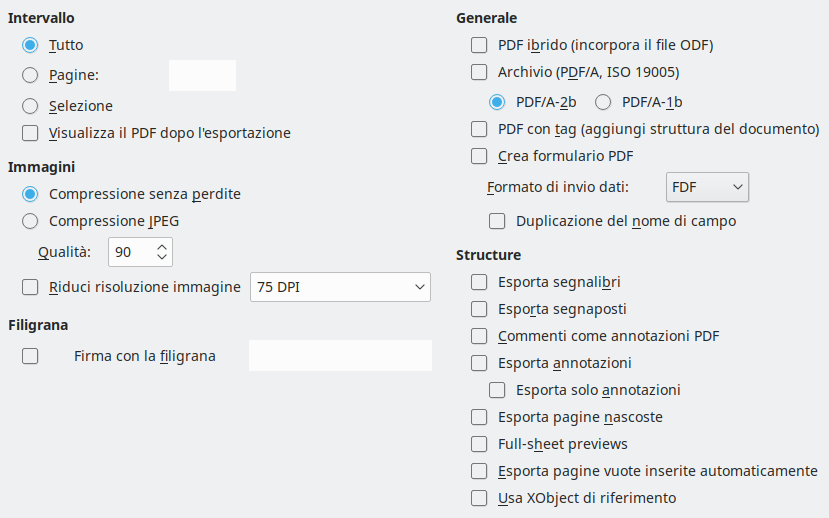 Intervallo
Tutto
Pagine:
Selezione
Visualizza il PDF dopo l'esportazione
Immagini
Compressione senza perdite
Compressione JPEG
Qualità: 90
Riduci risoluzione immagine 75 DPI
Filigrana
Firma con la filigrana
Generale
PDF ibrido (incorpora il file ODF)
Archivio (PDF/A, ISO 19005)
PDF/A-2b PDF/A-1b
PDF con tag (aggiungi struttura del documento)
Crea formulario PDF
Formato di invio dati: FDF
Duplicazione del nome di campo
Structure
Esporta segnalibri
Esporta segnaposti
Commenti come annotazioni PDF
Esporta annotazioni
Esporta solo annotazioni
Esporta pagine nascoste
Full-sheet previews
Esporta pagine vuote inserite automaticamente
Usa XObject di riferimento